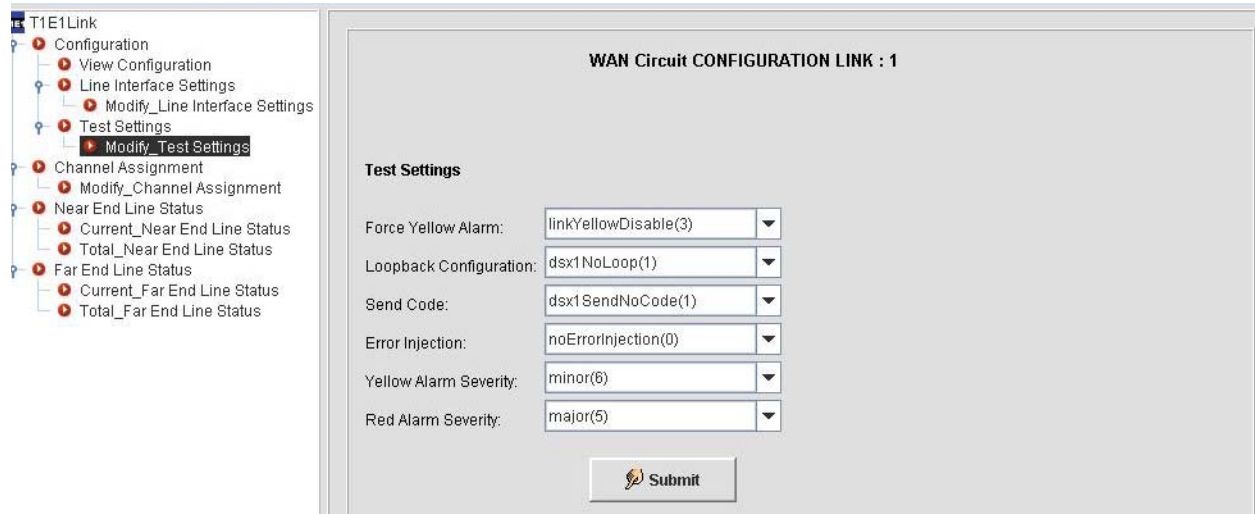 T1E1Link
Configuration
View Configuration
Line Interface Settings
Modify_Line Interface Settings
Test Settings
Modify_Test Settings
Channel Assignment
Modify_Channel Assignment
Near End Line Status
Current_Near End Line Status
Total_Near End Line Status
Far End Line Status
Current_Far End Line Status
Total_Far End Line Status
WAN Circuit CONFIGURATION LINK : 1
Test Settings
Force Yellow Alarm: linkYellowDisable(3)
Loopback Configuration: dsx1NoLoop(1)
Send Code: dsx1SendNoCode(1)
Error Injection: noErrorInjection(0)
Yellow Alarm Severity: minor(6)
Red Alarm Severity: major(5)
Submit